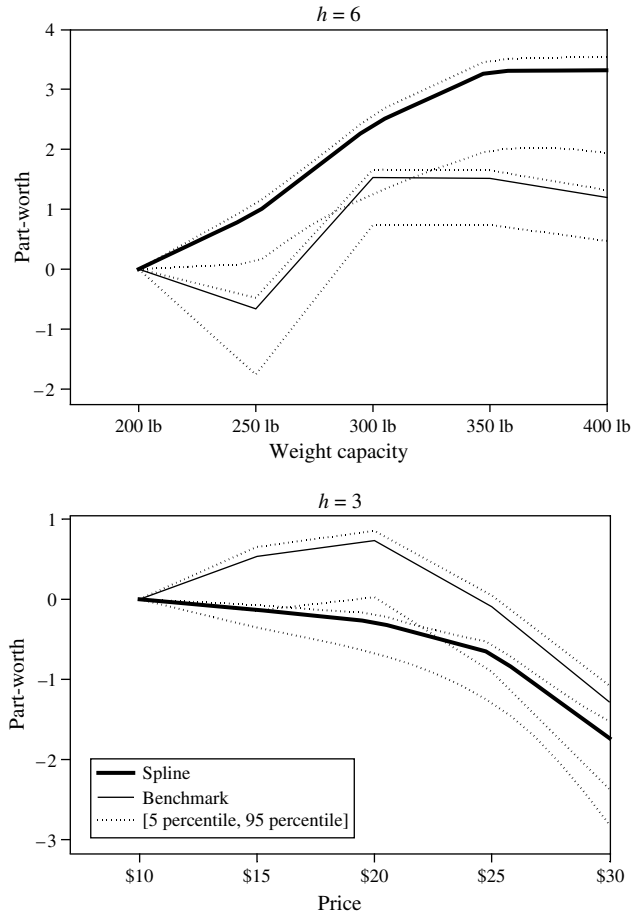 h = 6
4
3
2
1
0
−1
−2
Part-worth
200 lb 250 lb 300 lb 350 lb 400 lb
Weight capacity
h = 3
1
0
−1
−2
−3
Part-worth
Spline
Benchmark
[5 percentile, 95 percentile]
$10 $15 $20 $25 $30
Price